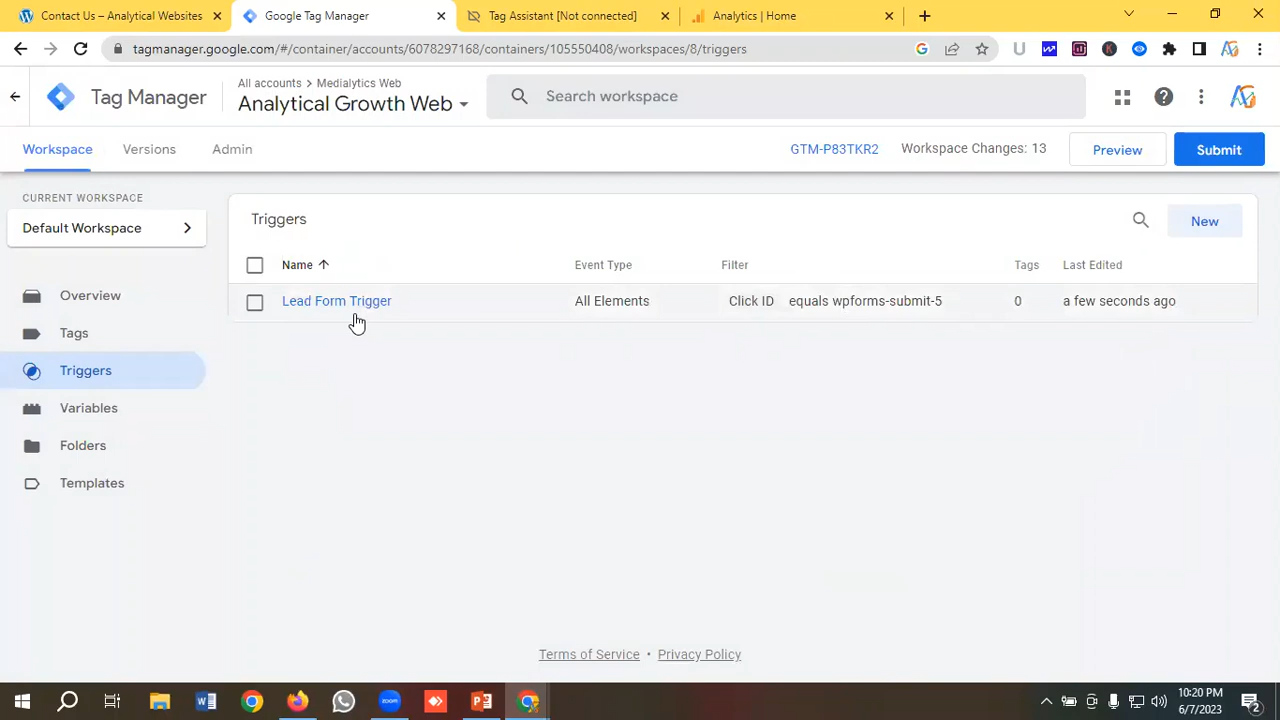 Contact Us – Analytical Websites
Google Tag Manager
Tag Assistant [Not connected]
Analytics | Home
tagmanager.google.com/#/container/accounts/6078297168/containers/105550408/workspaces/8/triggers
Tag Manager
All accounts > Medialytics Web
Analytical Growth Web
Search workspace
Workspace
Versions
Admin
GTM-P83TKR2
Workspace Changes: 13
Preview
Submit
CURRENT WORKSPACE
Default Workspace
Overview
Tags
Triggers
Variables
Folders
Templates
Triggers
New
Name
Event Type
Filter
Tags
Last Edited
Lead Form Trigger
All Elements
Click ID equals wpforms-submit-5
0
a few seconds ago
Terms of Service • Privacy Policy
zoom
10:20 PM
6/7/2023
2